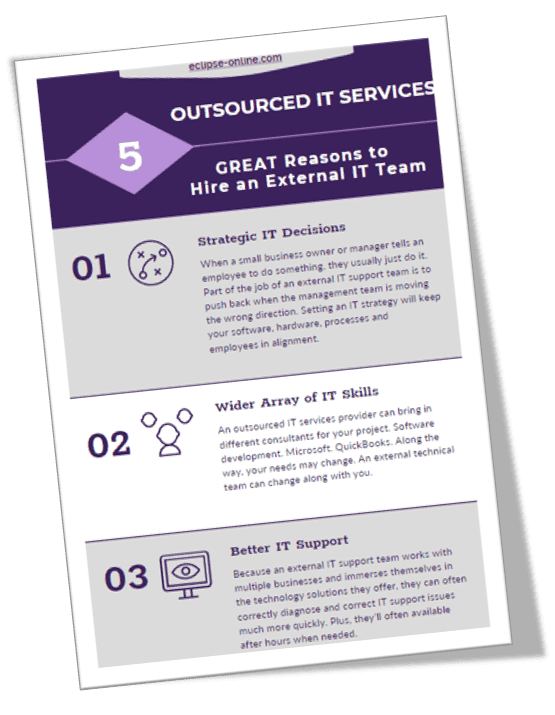 eclipse-online.com
OUTSOURCED IT SERVICES
5
GREAT Reasons to
Hire an External IT Team
01
Strategic IT Decisions
When a small business owner or manager tells an
employee to do something, they usually just do it.
Part of the job of an external IT support team is to
push back when the management team is moving
the wrong direction. Setting an IT strategy will keep
your software, hardware, processes and
employees in alignment.
02
Wider Array of IT Skills
An outsourced IT services provider can bring in
different consultants for your project. Software
development. Microsoft. QuickBooks. Along the
way, your needs may change. An external technical
team can change along with you.
03
Better IT Support
Because an external IT support team works with
multiple businesses and immerses themselves in
the technology solutions they offer, they can often
correctly diagnose and correct IT support issues
much more quickly. Plus, they'll often available
after hours when needed.